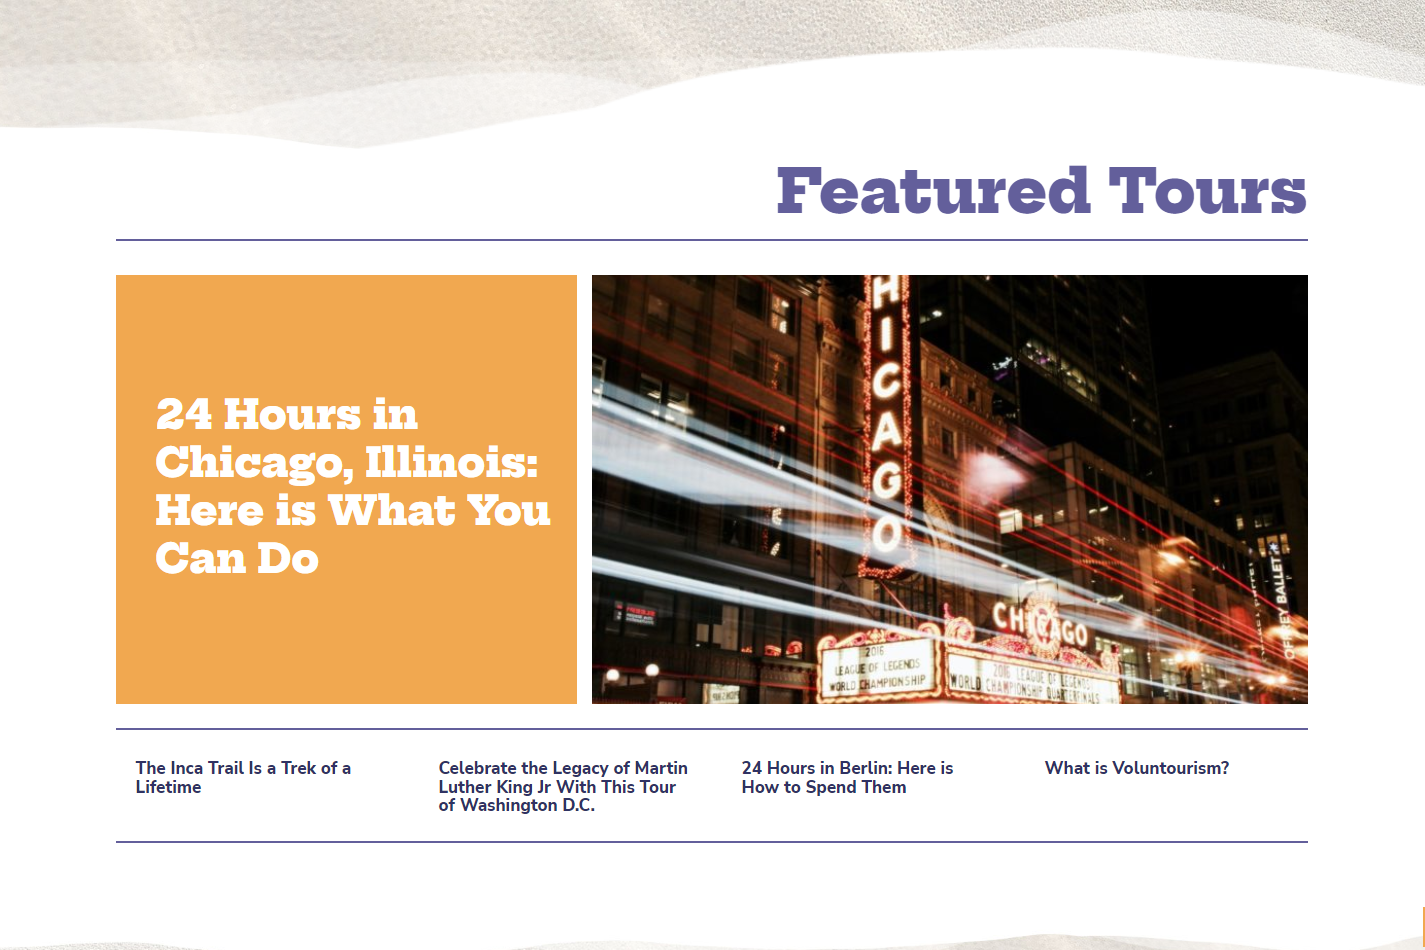 Featured Tours
24 Hours in
Chicago, Illinois:
Here is What You
Can Do
HICAGO
CHICAGO
2016
LEAGUE OF LEGENDS
WORLD CHAMPIONSHIP
2016 LEAGUE OF LEGENDS
WORLD CHAMPIONSHIP QUARTERFINALS
BALLET
The Inca Trail Is a Trek of a
Lifetime
Celebrate the Legacy of Martin
Luther King Jr With This Tour
of Washington D.C.
24 Hours in Berlin: Here is
How to Spend Them
What is Voluntourism?